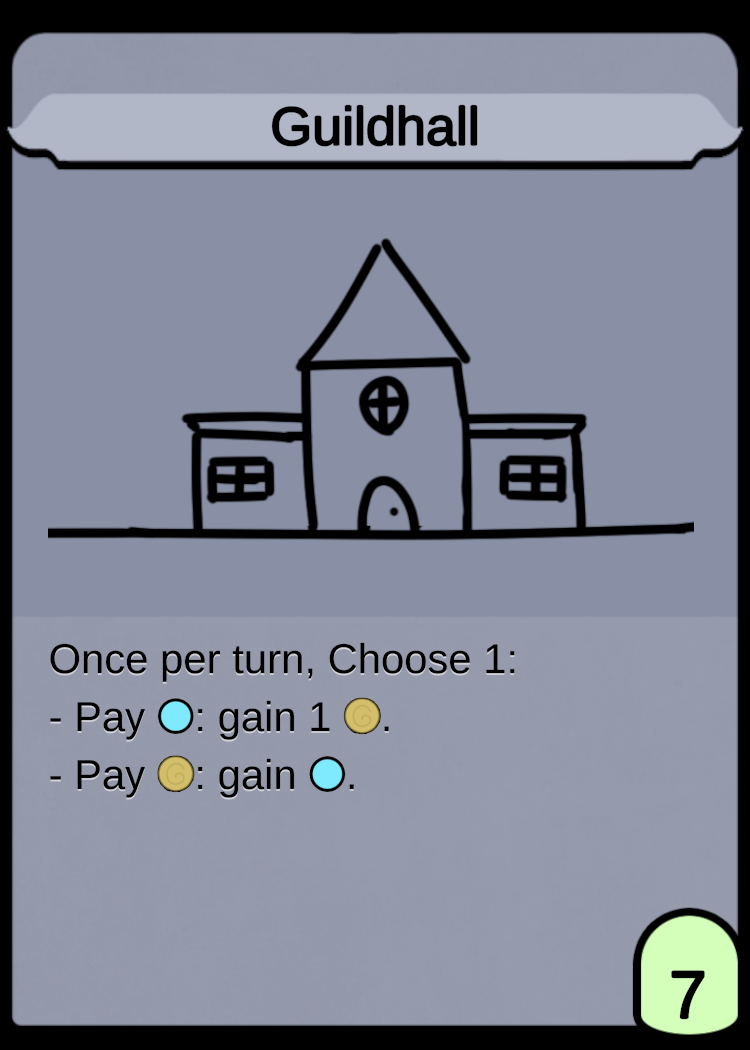 Guildhall
Once per turn, Choose 1:
- Pay : gain 1 .
- Pay : gain .
7